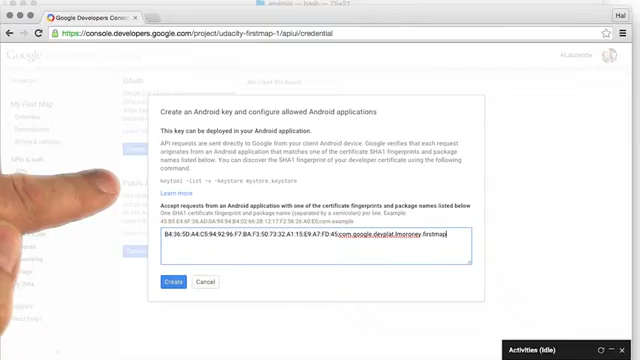 android — bash — 75x21
Google Developers Conso
Hal
https://console.developers.google.com/project/udacity-firstmap-1/apiui/credential
Google
+Laurence
OAuth
My First Map
Overview
Permissions
APIs & auth
Public A
Create an Android key and configure allowed Android applications
This key can be deployed in your Android application.
API requests are sent directly to Google from your client Android device. Google verifies that each request
originates from an Android application that matches one of the certificate SHA1 fingerprints and package
names listed below. You can discover the SHA1 fingerprint of your developer certificate using the following
command:
keytool -list -v -keystore mystore.keystore
Learn more
Accept requests from an Android application with one of the certificate fingerprints and package names listed below
One SHA1 certificate fingerprint and package name (separated by a semicolon) per line. Example:
45:B5:E4:6F:36:AD:0A:98:94:B4:02:66:2B:12:17:F2:56:26:A0:E0;com.example
B4:36:5D:A4:C5:94:92:96:F7:BA:F3:50:73:32:A1:15:E9:A7:FD:45;com.google.devplat.lmoroney.firstmap
Create
Cancel
Need help?
Activities (Idle)